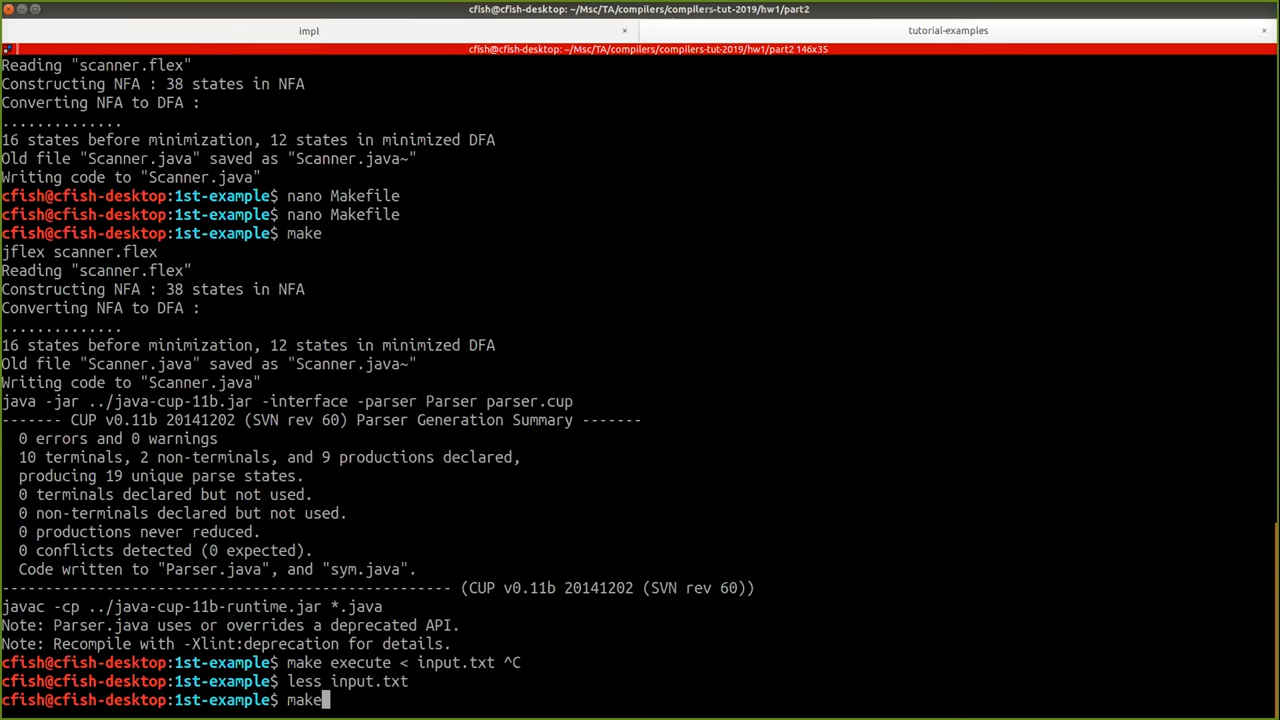 cfish@cfish-desktop: ~/Msc/TA/compilers/compilers-tut-2019/hw1/part2
impl × tutorial-examples ×
cfish@cfish-desktop: ~/Msc/TA/compilers/compilers-tut-2019/hw1/part2 146x35
Reading "scanner.flex"
Constructing NFA : 38 states in NFA
Converting NFA to DFA :
..............
16 states before minimization, 12 states in minimized DFA
Old file "Scanner.java" saved as "Scanner.java~"
Writing code to "Scanner.java"
cfish@cfish-desktop:1st-example$ nano Makefile
cfish@cfish-desktop:1st-example$ nano Makefile
cfish@cfish-desktop:1st-example$ make
jflex scanner.flex
Reading "scanner.flex"
Constructing NFA : 38 states in NFA
Converting NFA to DFA :
..............
16 states before minimization, 12 states in minimized DFA
Old file "Scanner.java" saved as "Scanner.java~"
Writing code to "Scanner.java"
java -jar ../java-cup-11b.jar -interface -parser Parser parser.cup
------- CUP v0.11b 20141202 (SVN rev 60) Parser Generation Summary -------
  0 errors and 0 warnings
  10 terminals, 2 non-terminals, and 9 productions declared,
  producing 19 unique parse states.
  0 terminals declared but not used.
  0 non-terminals declared but not used.
  0 productions never reduced.
  0 conflicts detected (0 expected).
  Code written to "Parser.java", and "sym.java".
---------------------------------------------------- (CUP v0.11b 20141202 (SVN rev 60))
javac -cp ../java-cup-11b-runtime.jar *.java
Note: Parser.java uses or overrides a deprecated API.
Note: Recompile with -Xlint:deprecation for details.
cfish@cfish-desktop:1st-example$ make execute < input.txt ^C
cfish@cfish-desktop:1st-example$ less input.txt
cfish@cfish-desktop:1st-example$ make